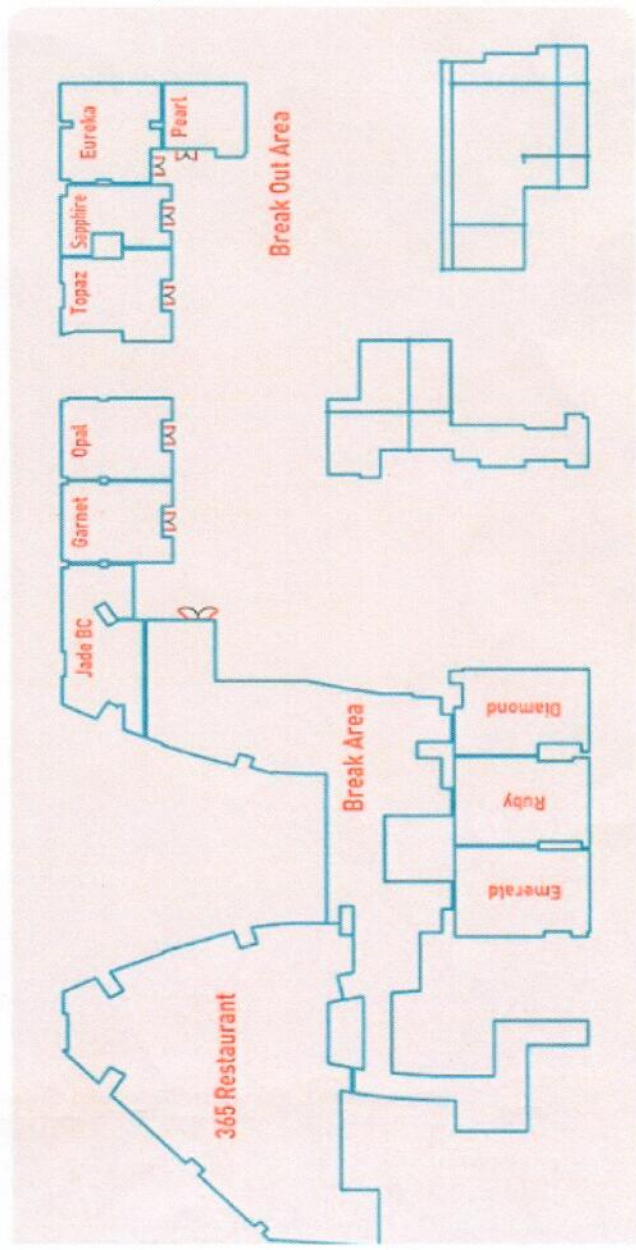 365 Restaurant
Jade BC
Garnet
Opal
Topaz
Sapphire
Eureka
Pearl
Break Out Area
Break Area
Emerald
Ruby
Diamond